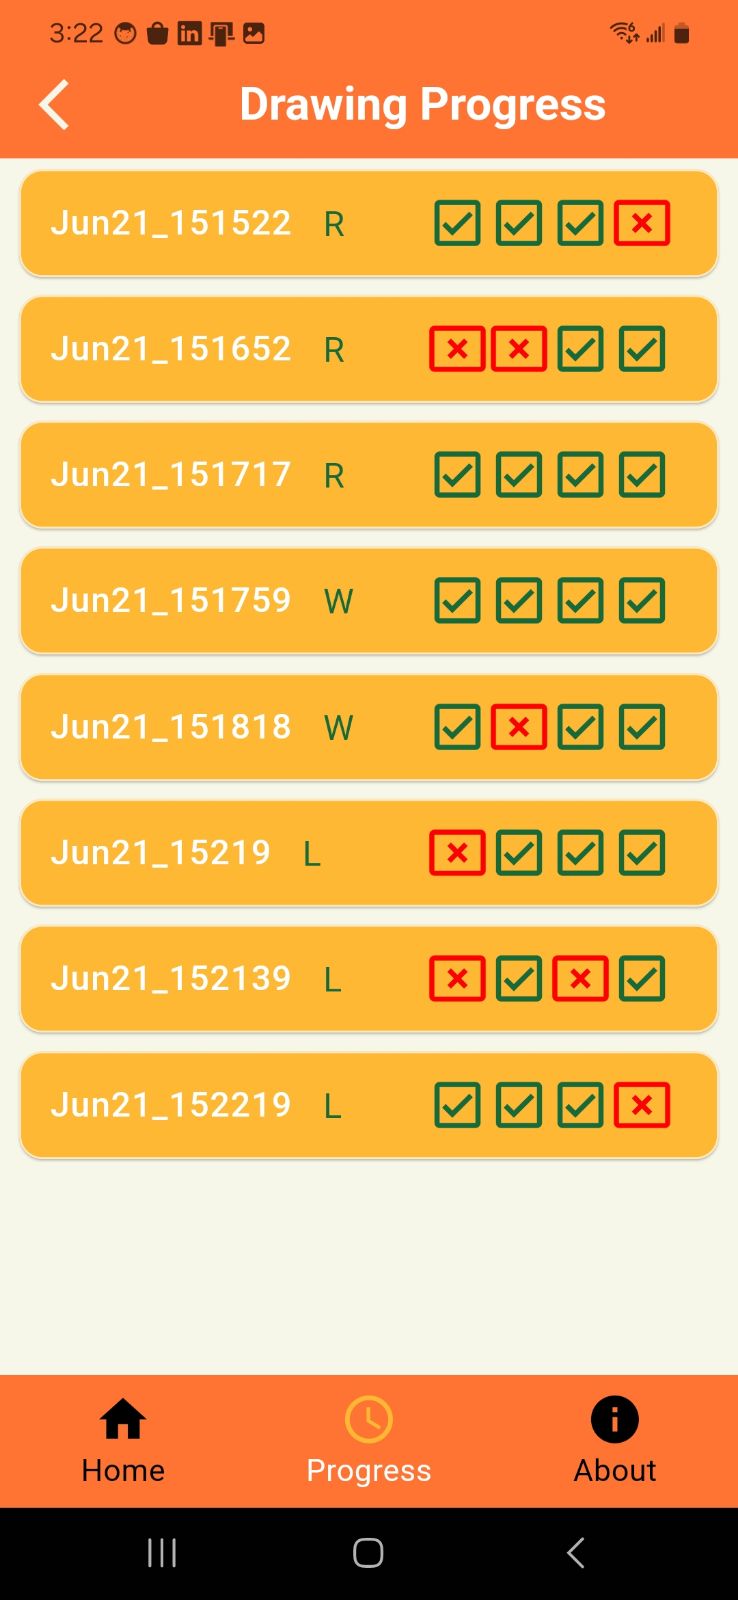 3:22
Drawing Progress
Jun21_151522 R
Jun21_151652 R
Jun21_151717 R
Jun21_151759 W
Jun21_151818 W
Jun21_15219 L
Jun21_152139 L
Jun21_152219 L
Home Progress About